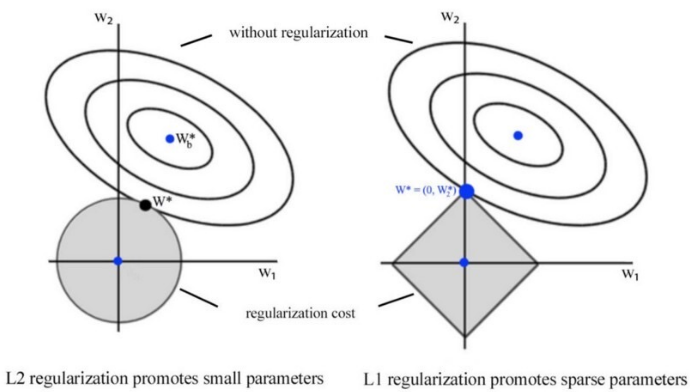 W₂
W₂
without regularization
W*b
W*
W* = (0, W₂*)
W₁
W₁
regularization cost
L2 regularization promotes small parameters
L1 regularization promotes sparse parameters